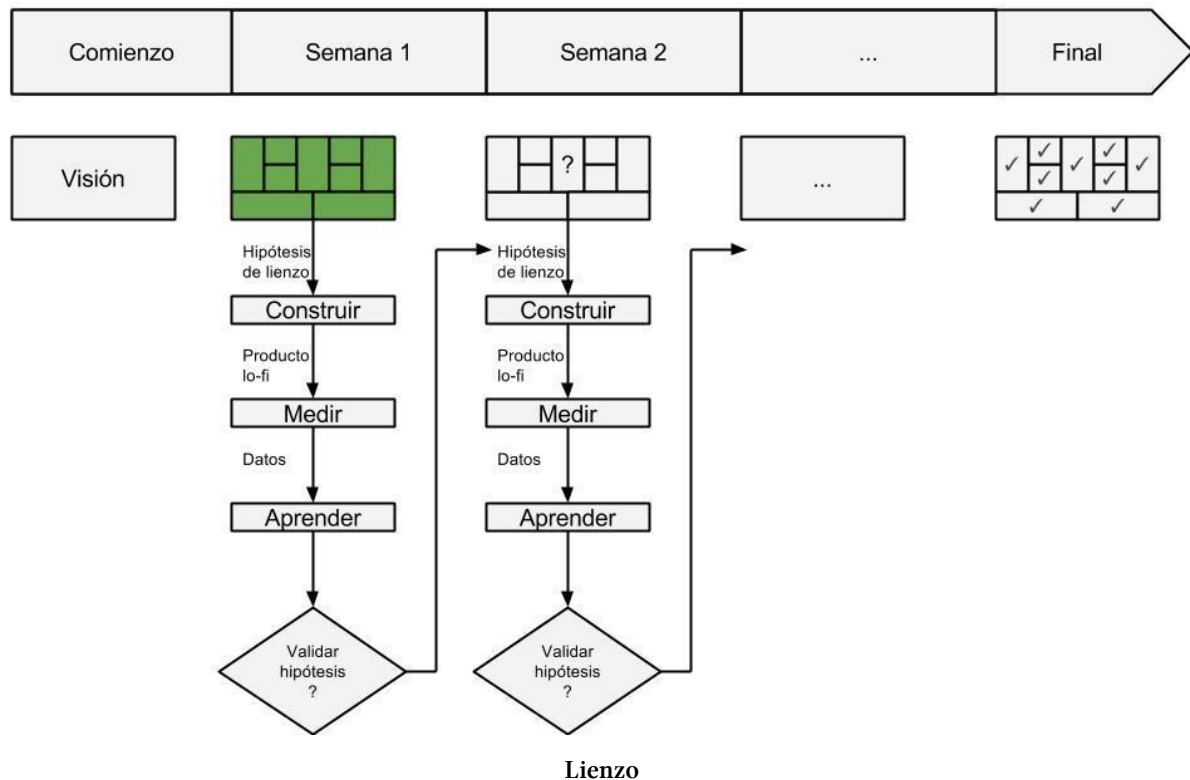 Comienzo
Semana 1
Semana 2
...
Final
Visión
?
...
✓ ✓ ✓ ✓ ✓
✓ ✓
✓ ✓
Hipótesis
de lienzo
Construir
Producto
lo-fi
Medir
Datos
Aprender
Validar
hipótesis
?
Hipótesis
de lienzo
Construir
Producto
lo-fi
Medir
Datos
Aprender
Validar
hipótesis
?
Lienzo